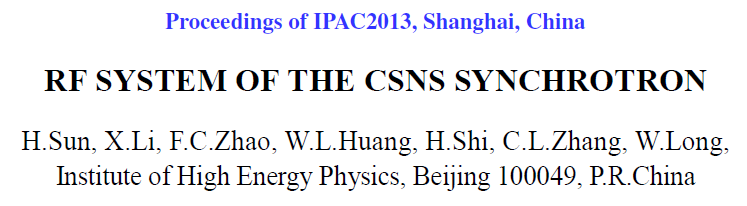 Proceedings of IPAC2013, Shanghai, China
RF SYSTEM OF THE CSNS SYNCHROTRON
H.Sun, X.Li, F.C.Zhao, W.L.Huang, H.Shi, C.L.Zhang, W.Long,
Institute of High Energy Physics, Beijing 100049, P.R.China